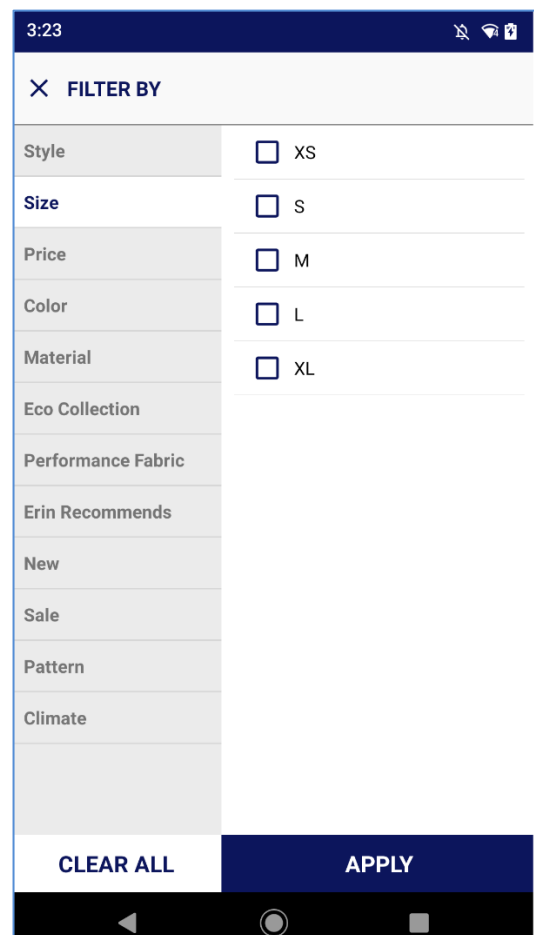 3:23
FILTER BY
Style
Size
Price
Color
Material
Eco Collection
Performance Fabric
Erin Recommends
New
Sale
Pattern
Climate
XS
S
M
L
XL
CLEAR ALL
APPLY